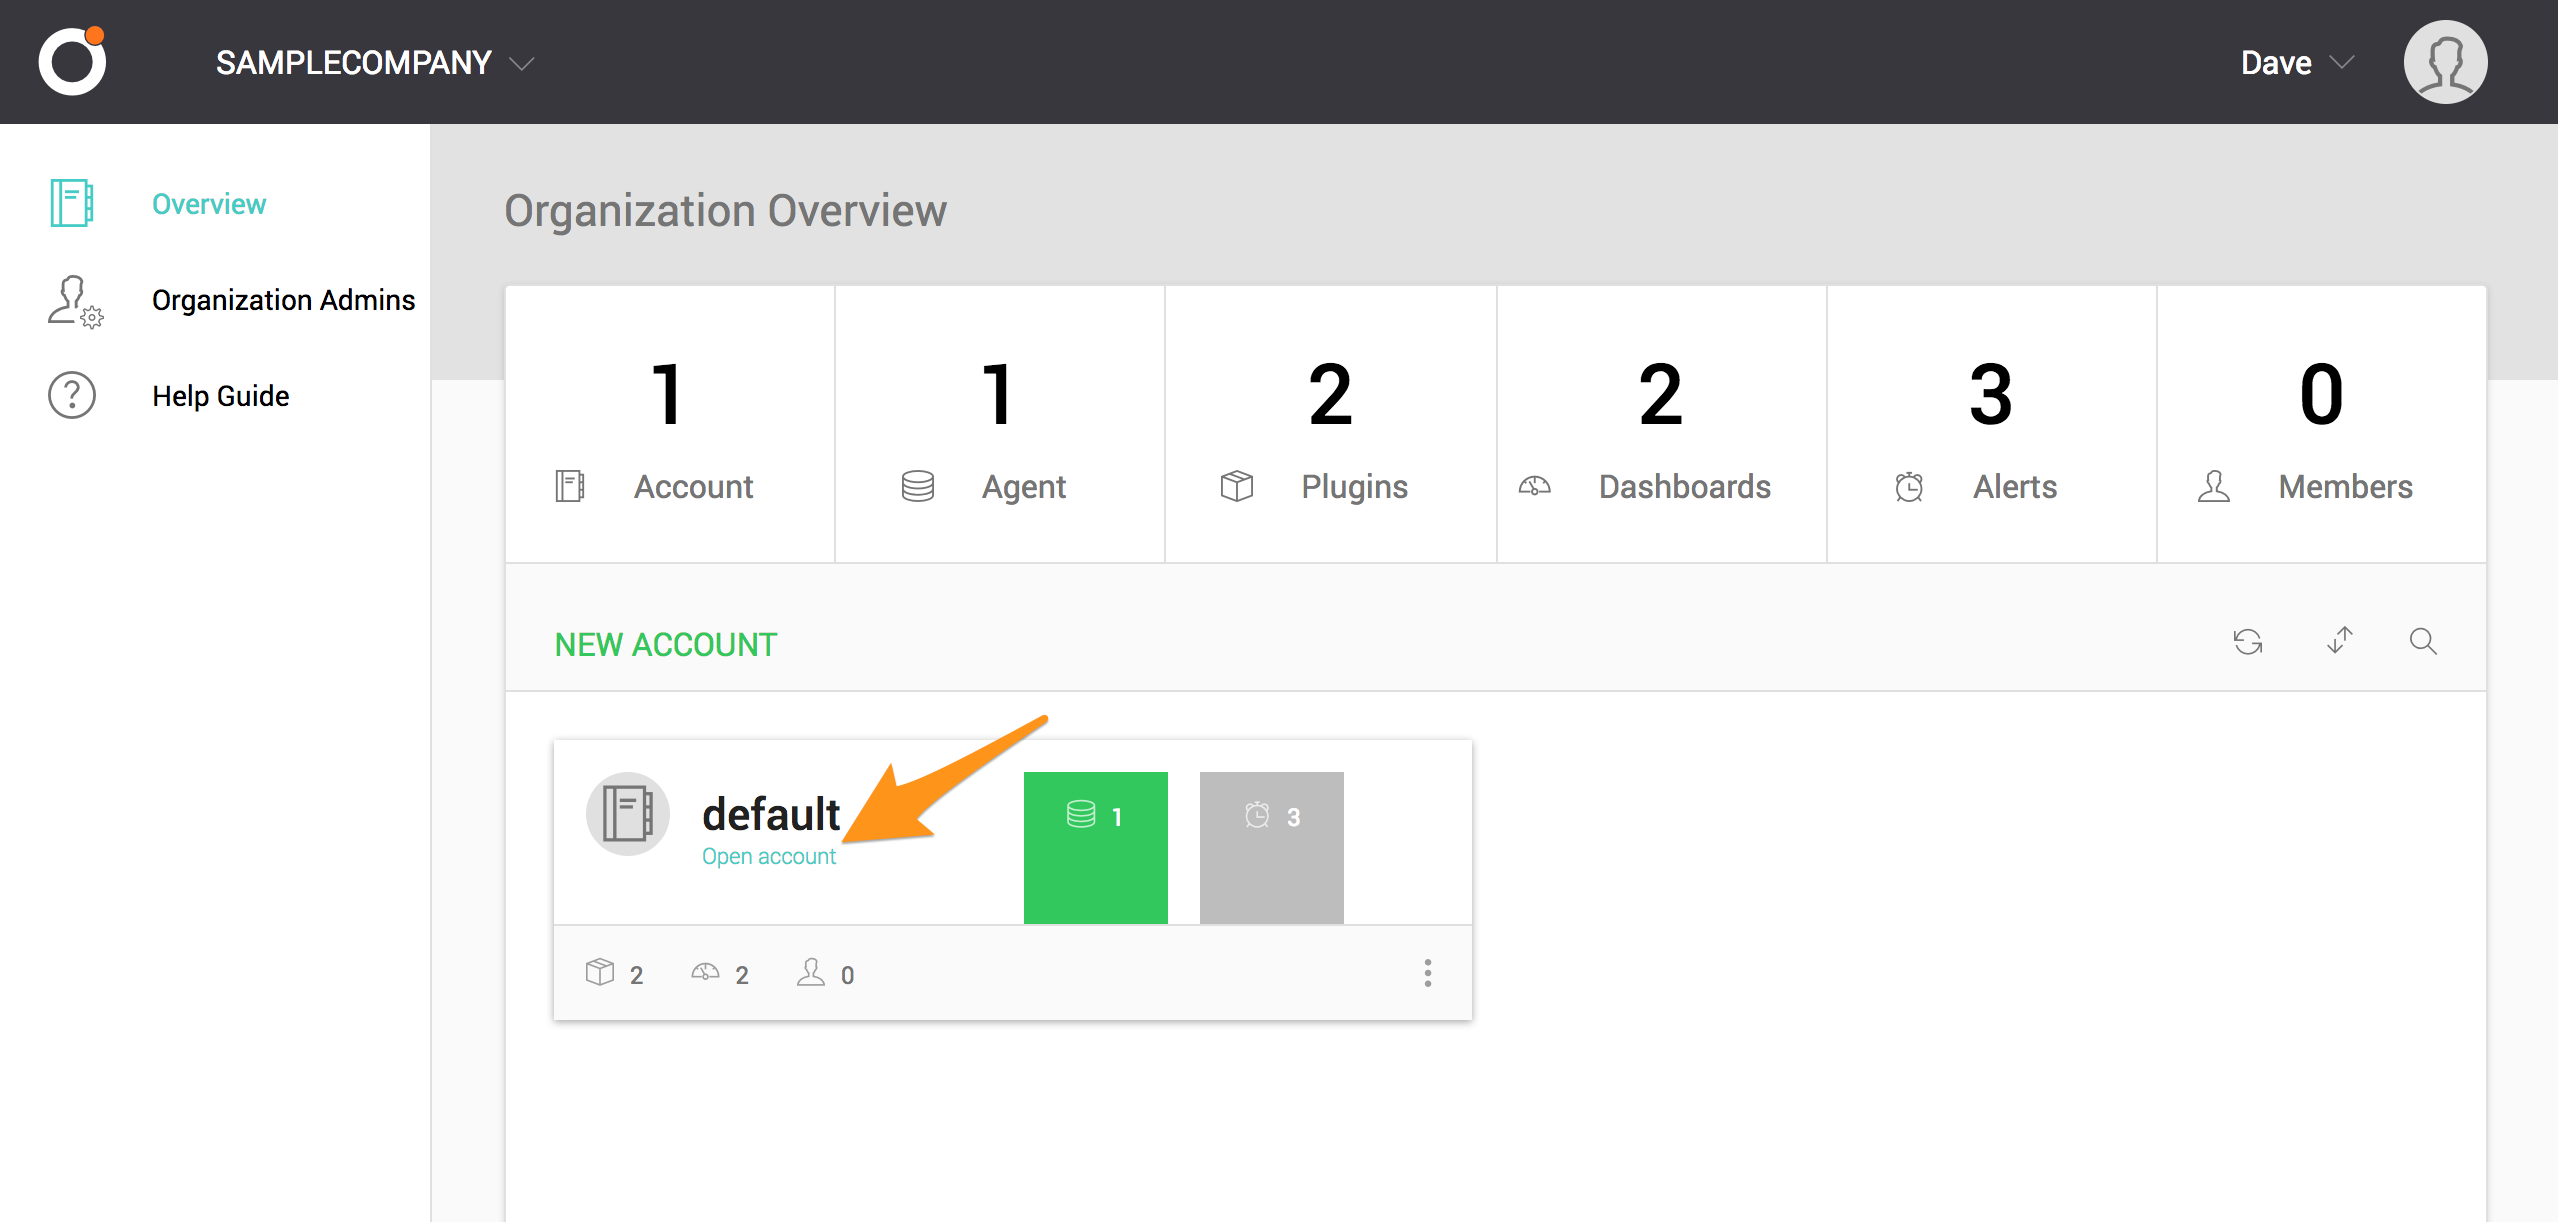 SAMPLECOMPANY
Dave
Overview
Organization Admins
Help Guide
Organization Overview
1 1 2 2 3 0
Account Agent Plugins Dashboards Alerts Members
NEW ACCOUNT
default
Open account
1 3
2 2 0